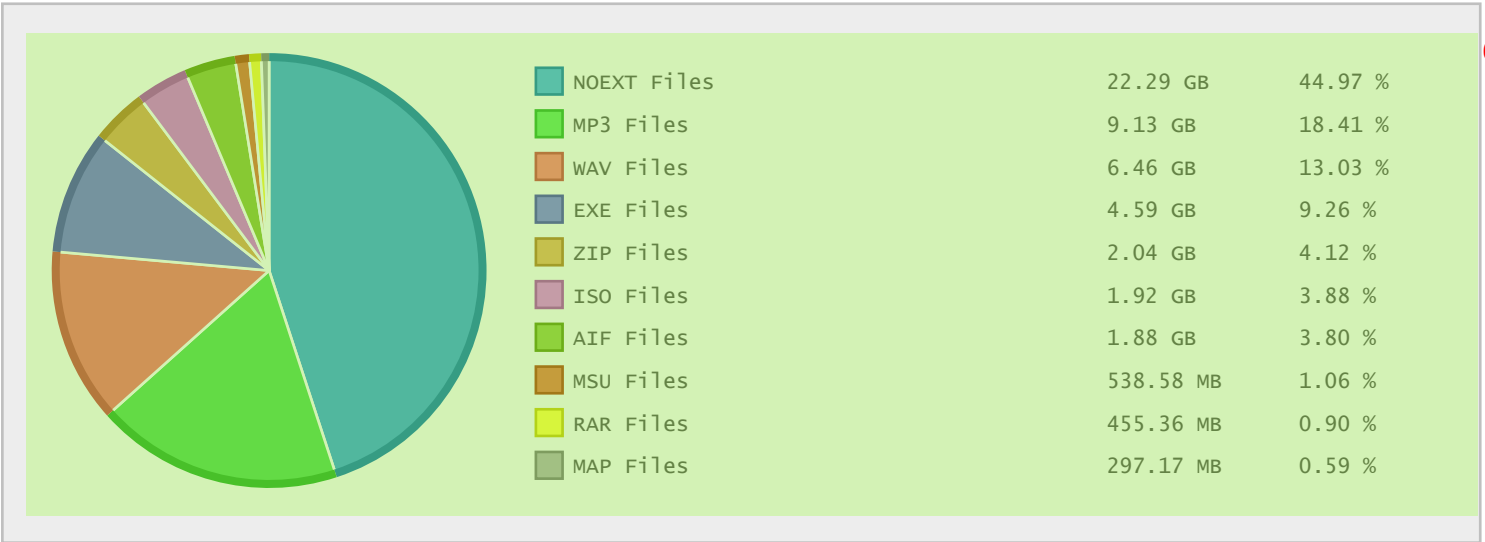 NOEXT Files 22.29 GB 44.97 %
MP3 Files 9.13 GB 18.41 %
WAV Files 6.46 GB 13.03 %
EXE Files 4.59 GB 9.26 %
ZIP Files 2.04 GB 4.12 %
ISO Files 1.92 GB 3.88 %
AIF Files 1.88 GB 3.80 %
MSU Files 538.58 MB 1.06 %
RAR Files 455.36 MB 0.90 %
MAP Files 297.17 MB 0.59 %